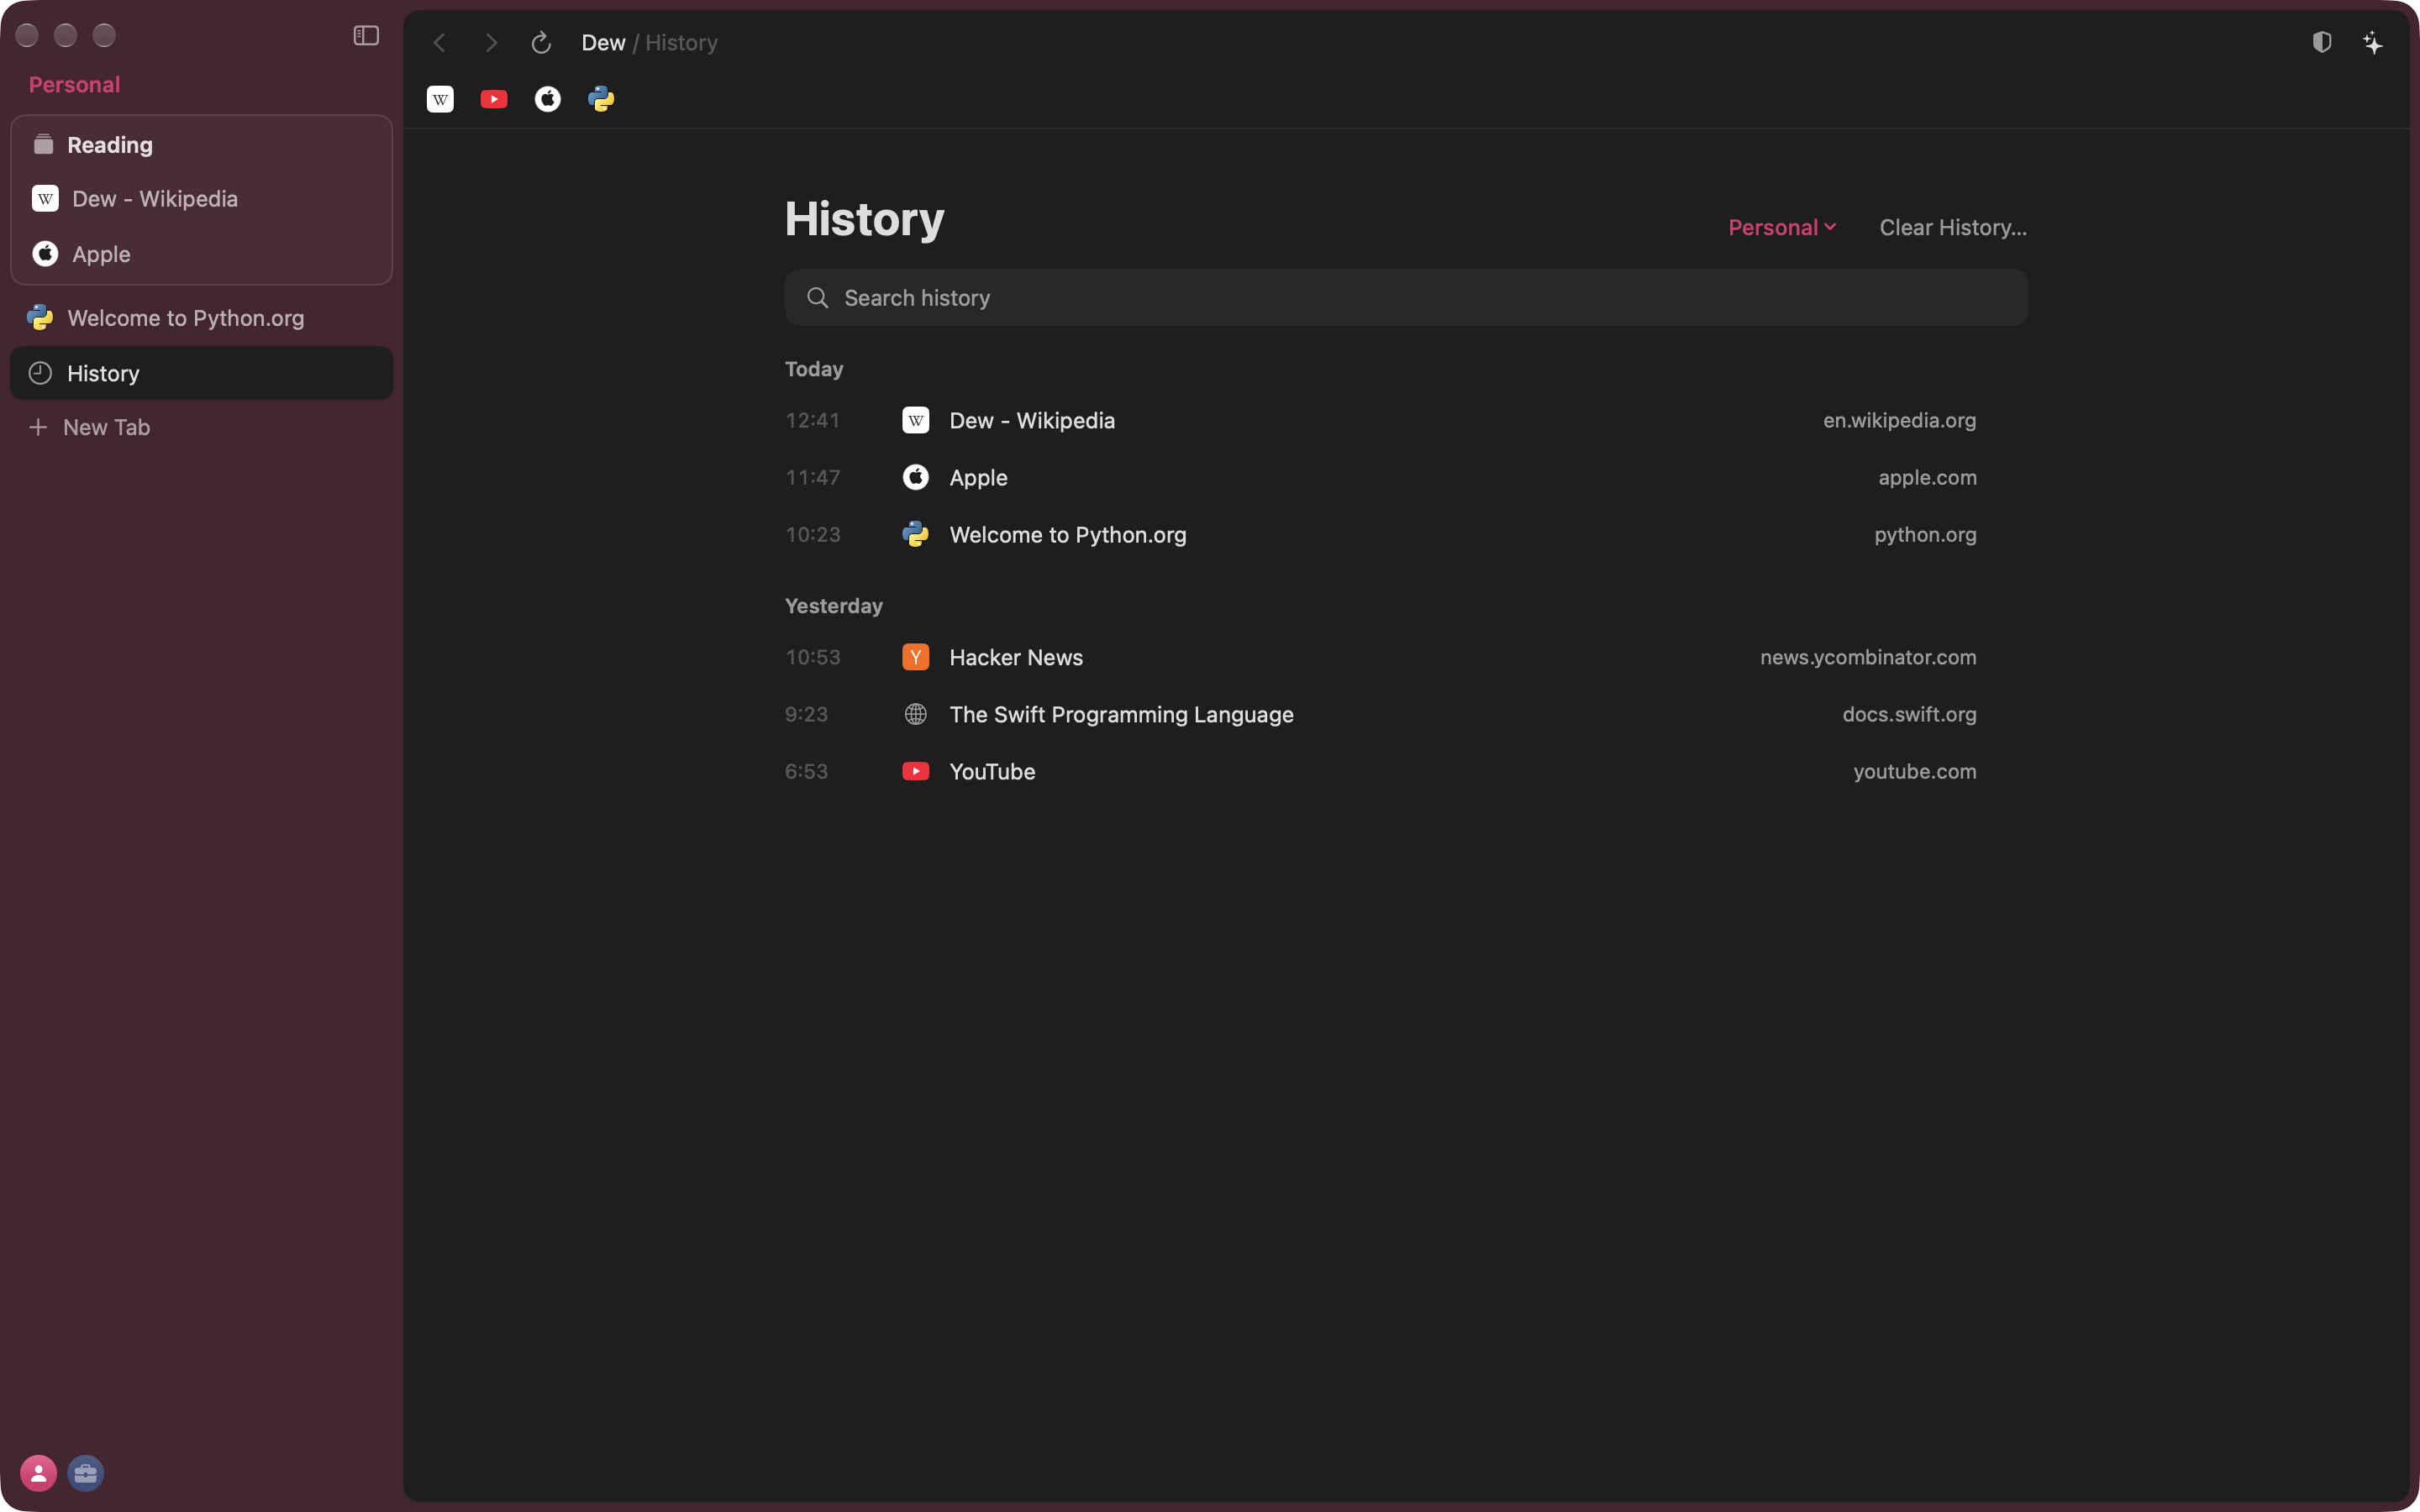 Personal
Reading
Dew - Wikipedia
Apple
Welcome to Python.org
History
New Tab
Dew / History
W
History
Personal
Clear History...
Search history
Today
12:41 W Dew - Wikipedia en.wikipedia.org
11:47 Apple apple.com
10:23 Welcome to Python.org python.org
Yesterday
10:53 Y Hacker News news.ycombinator.com
9:23 The Swift Programming Language docs.swift.org
6:53 YouTube youtube.com